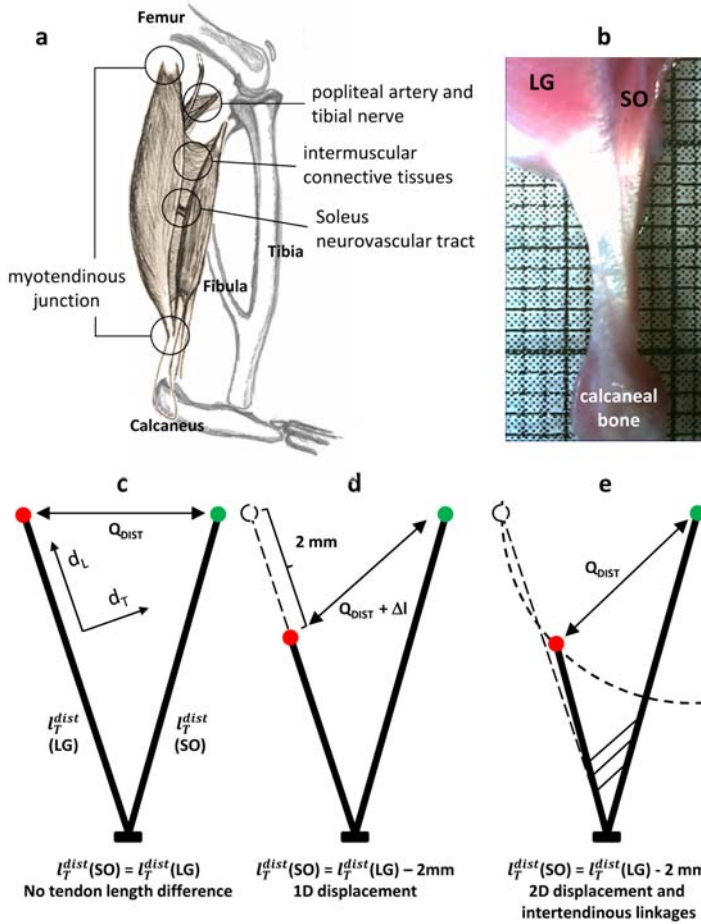 Femur
a
b
popliteal artery and
tibial nerve
intermuscular
connective tissues
Soleus
neurovascular tract
Tibia
myotendinous
junction
Fibula
Calcaneus
LG
SO
calcaneal
bone
c
Q_DIST
d_L
d_T
l_T^dist
(LG)
l_T^dist
(SO)
l_T^dist(SO) = l_T^dist(LG)
No tendon length difference
d
2 mm
Q_DIST + Δl
l_T^dist(SO) = l_T^dist(LG) – 2mm
1D displacement
e
Q_DIST
l_T^dist(SO) = l_T^dist(LG) - 2 mm
2D displacement and
intertendinous linkages